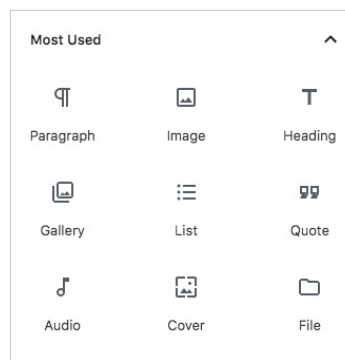 Most Used
Paragraph
Image
Heading
Gallery
List
Quote
Audio
Cover
File